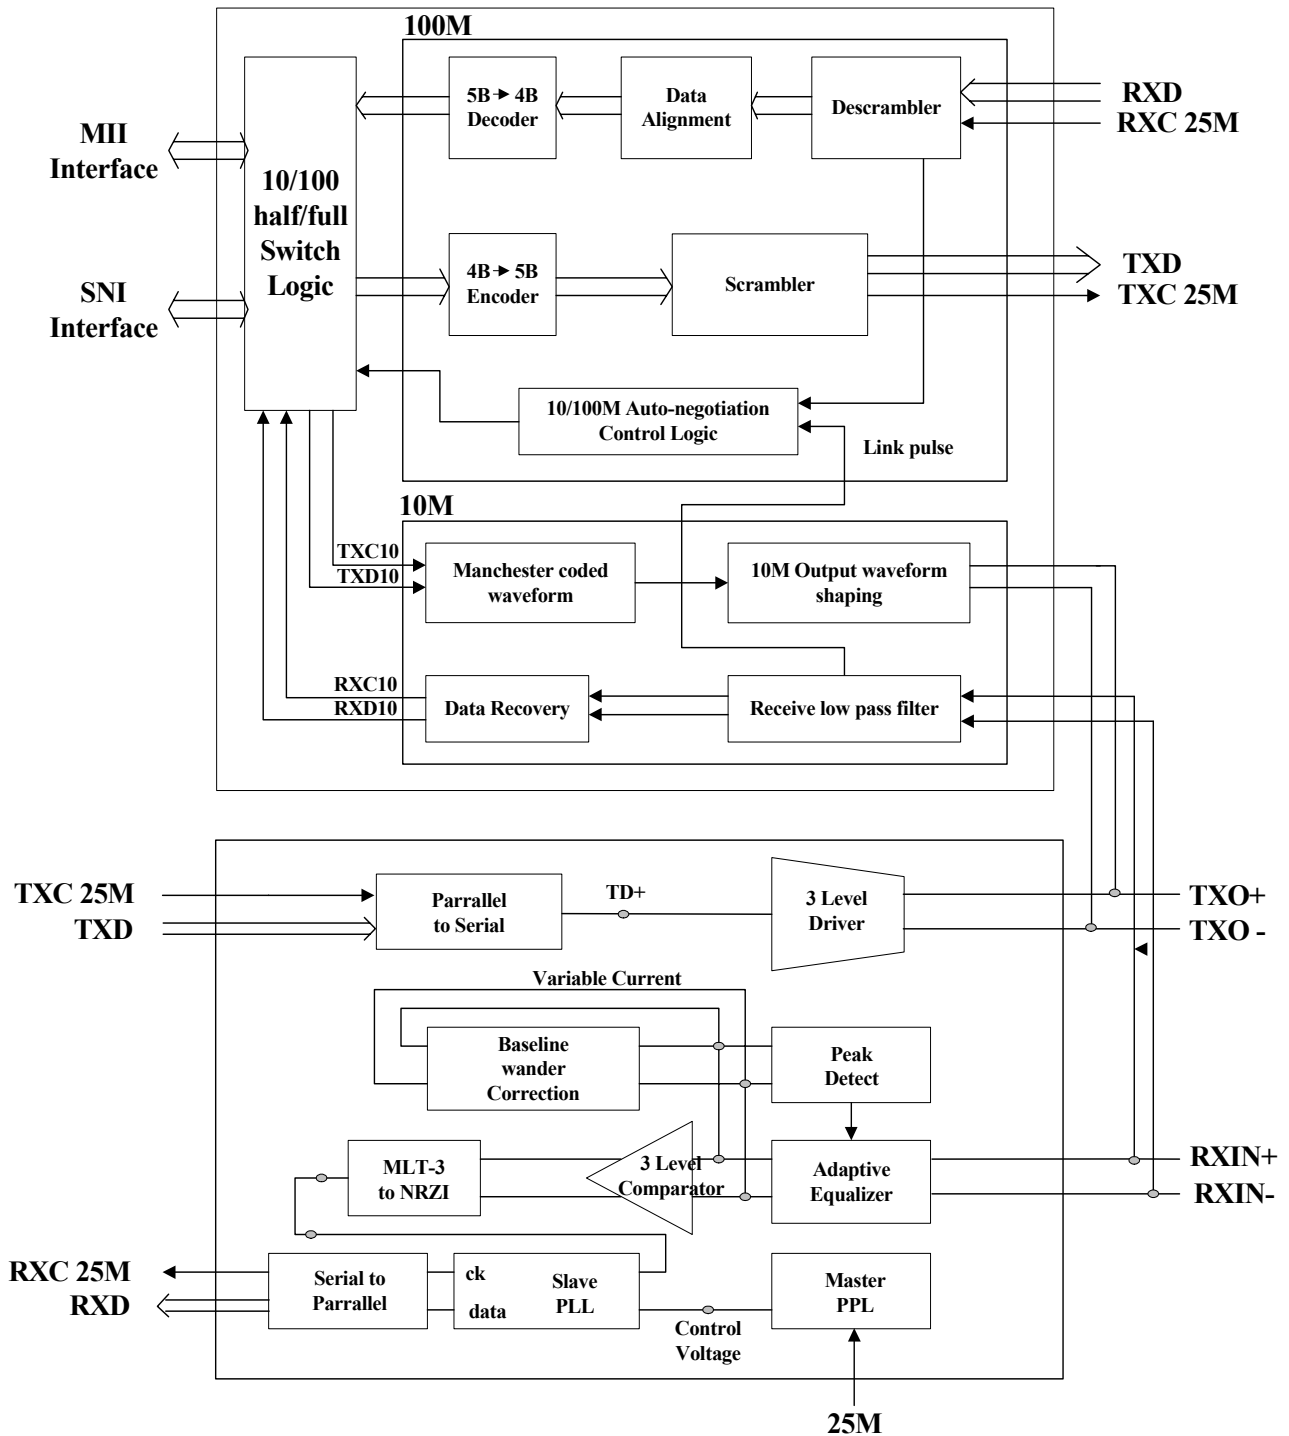 100M
5B→4B
Decoder
Data
Alignment
Descrambler
RXD
RXC 25M
MII
Interface
10/100
half/full
Switch
Logic
4B→5B
Encoder
Scrambler
TXD
TXC 25M
SNI
Interface
10/100M Auto-negotiation
Control Logic
Link pulse
10M
TXC10
TXD10
Manchester coded
waveform
10M Output waveform
shaping
RXC10
RXD10
Data Recovery
Receive low pass filter
TXC 25M
TXD
Parrallel
to Serial
TD+
3 Level
Driver
TXO+
TXO -
Variable Current
Baseline
wander
Correction
Peak
Detect
MLT-3
to NRZI
3 Level
Comparator
Adaptive
Equalizer
RXIN+
RXIN-
RXC 25M
RXD
Serial to
Parrallel
ck
data
Slave
PLL
Master
PPL
Control
Voltage
25M